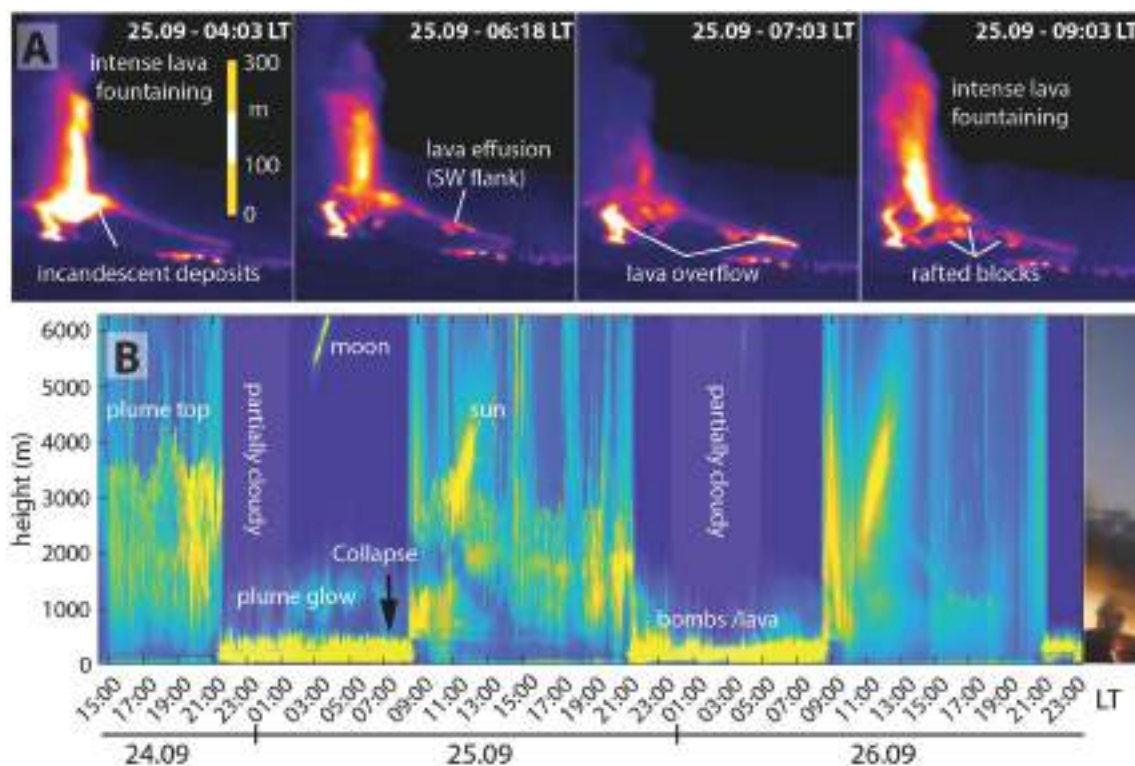 A
25.09 - 04:03 LT
intense lava
fountaining
300
m
100
0
incandescent deposits
25.09 - 06:18 LT
lava effusion
(SW flank)
25.09 - 07:03 LT
lava overflow
25.09 - 09:03 LT
intense lava
fountaining
rafted blocks
B
height (m)
6000
5000
4000
3000
2000
1000
0
plume top
partially cloudy
moon
Collapse
plume glow
sun
partially cloudy
bombs /lava
15:00 17:00 19:00 21:00 23:00 01:00 03:00 05:00 07:00 09:00 11:00 13:00 15:00 17:00 19:00 21:00 23:00 01:00 03:00 05:00 07:00 09:00 11:00 13:00 15:00 17:00 19:00 21:00 23:00 LT
24.09 25.09 26.09